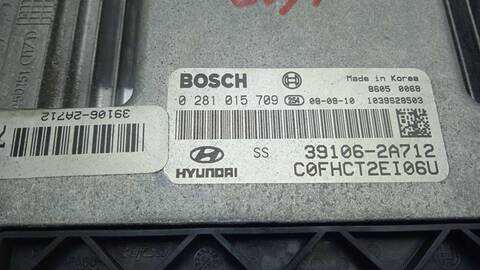 BOSCH
Made in Korea
8605 0068
0 281 015 709 254 08-09-10 1039S28503
HYUNDAI SS 39106-2A712
C0FHCT2EI06U
39106-2A712